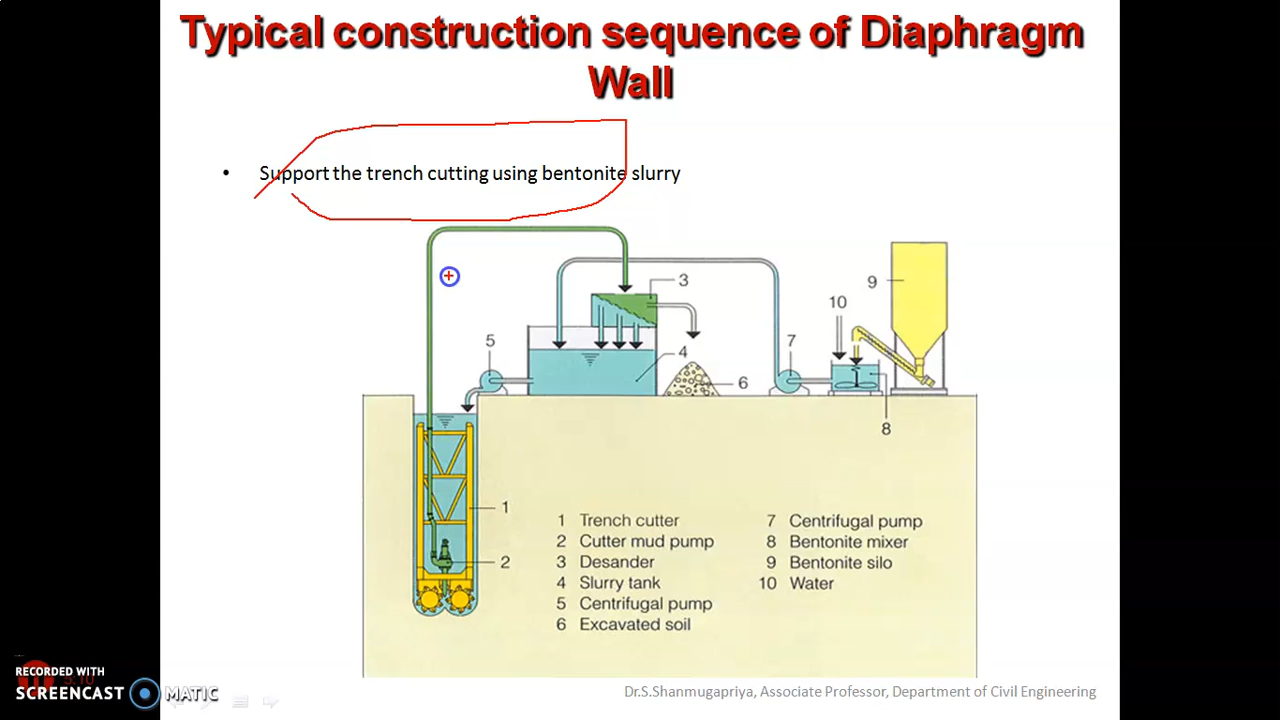 Typical construction sequence of Diaphragm
Wall
• Support the trench cutting using bentonite slurry
3
9
10
5
7
4
6
8
1
2
1 Trench cutter
2 Cutter mud pump
3 Desander
4 Slurry tank
5 Centrifugal pump
6 Excavated soil
7 Centrifugal pump
8 Bentonite mixer
9 Bentonite silo
10 Water
RECORDED WITH
SCREENCAST MATIC
Dr.S.Shanmugapriya, Associate Professor, Department of Civil Engineering